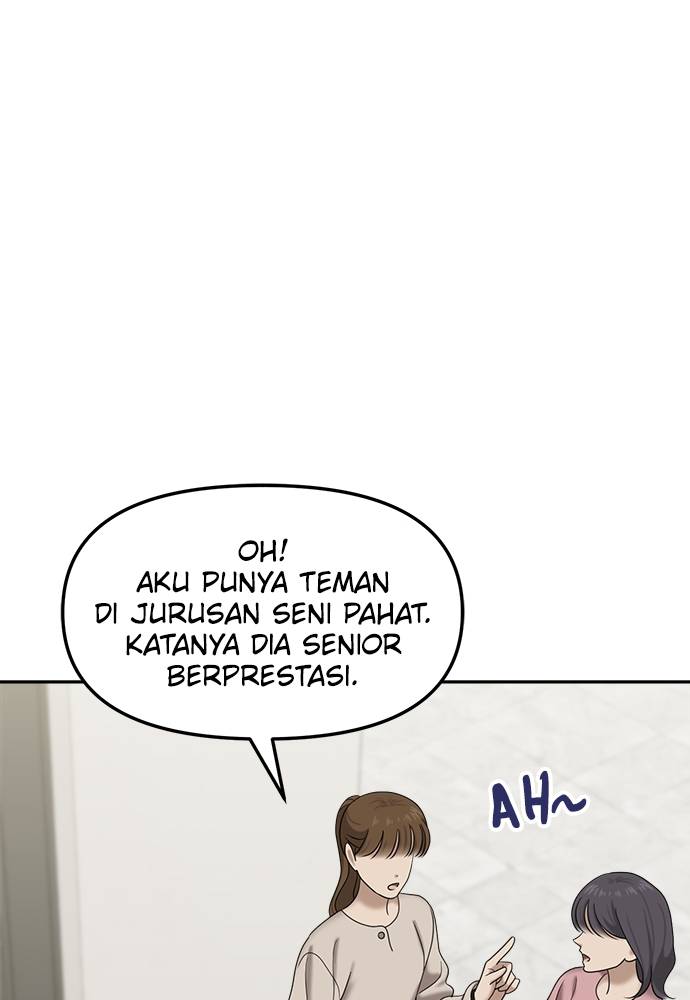 OH!
AKU PUNYA TEMAN
DI JURUSAN SENI PAHAT.
KATANYA DIA SENIOR
BERPRESTASI.
AH~